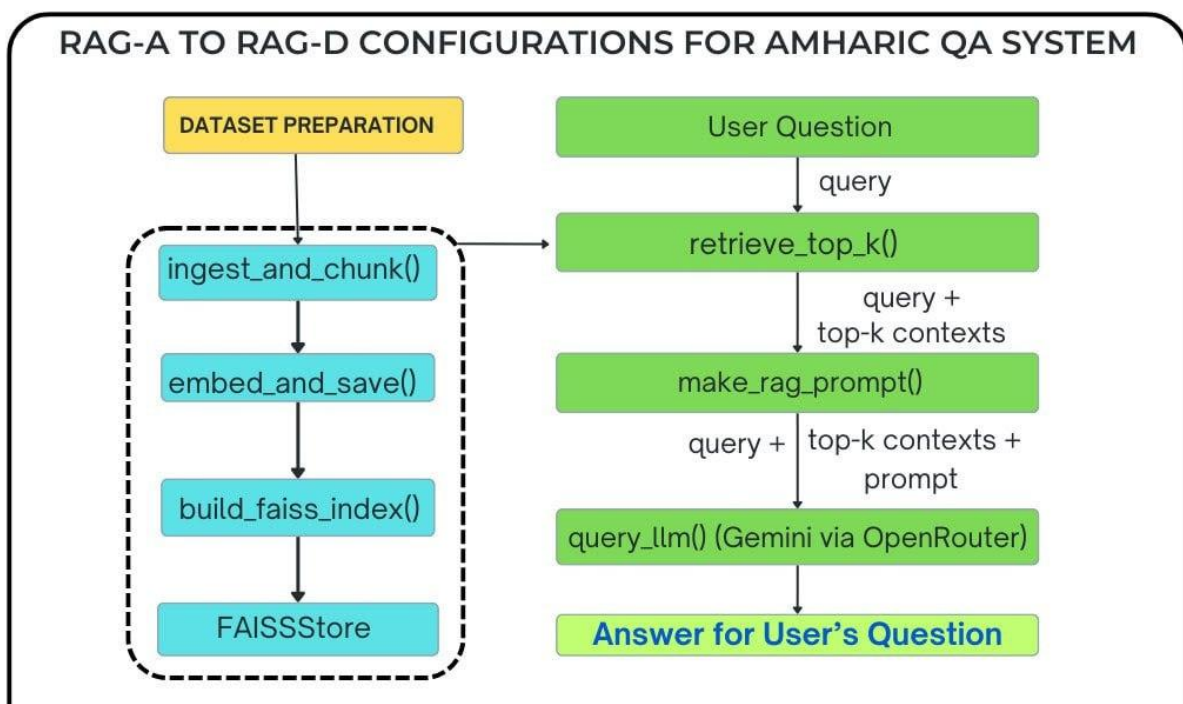 RAG-A TO RAG-D CONFIGURATIONS FOR AMHARIC QA SYSTEM
DATASET PREPARATION
ingest_and_chunk()
embed_and_save()
build_faiss_index()
FAISSStore
User Question
query
retrieve_top_k()
query +
top-k contexts
make_rag_prompt()
query +
top-k contexts +
prompt
query_llm() (Gemini via OpenRouter)
Answer for User's Question